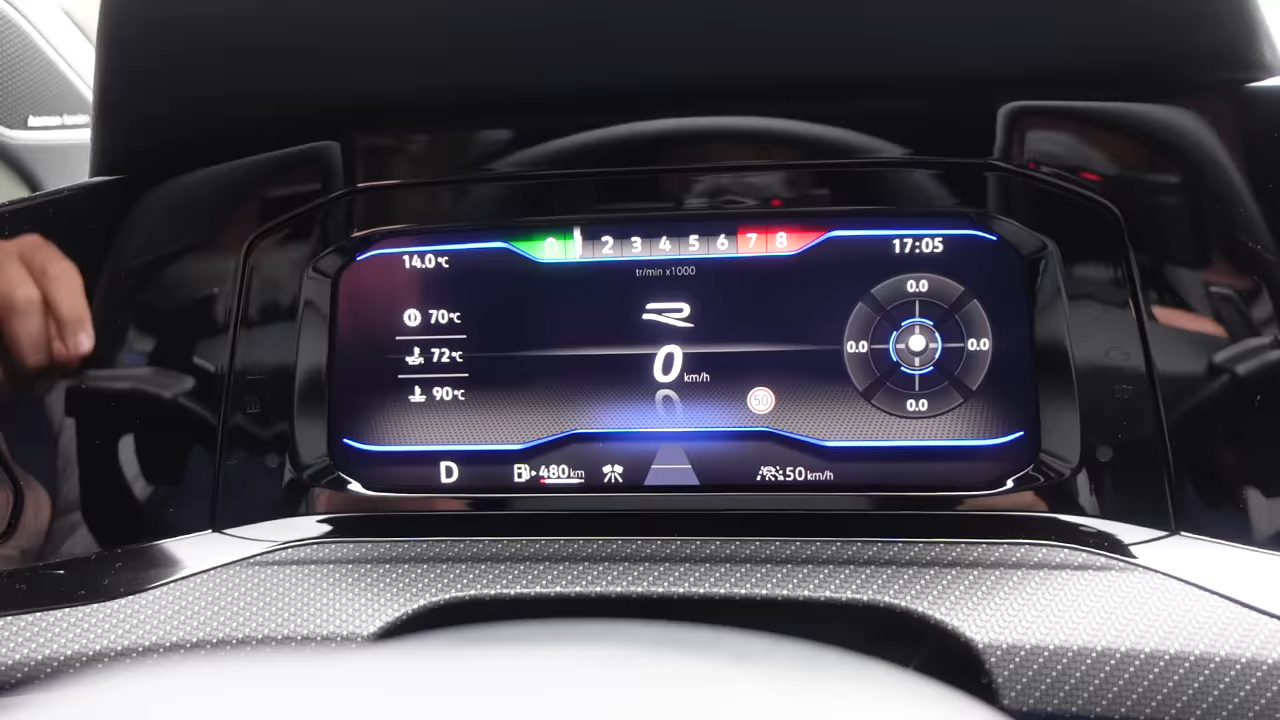 0 1 2 3 4 5 6 7 8
tr/min x1000
14.0°C
17:05
70°C
72°C
90°C
0 km/h
50
0.0
0.0
0.0
0.0
D
480 km
50 km/h